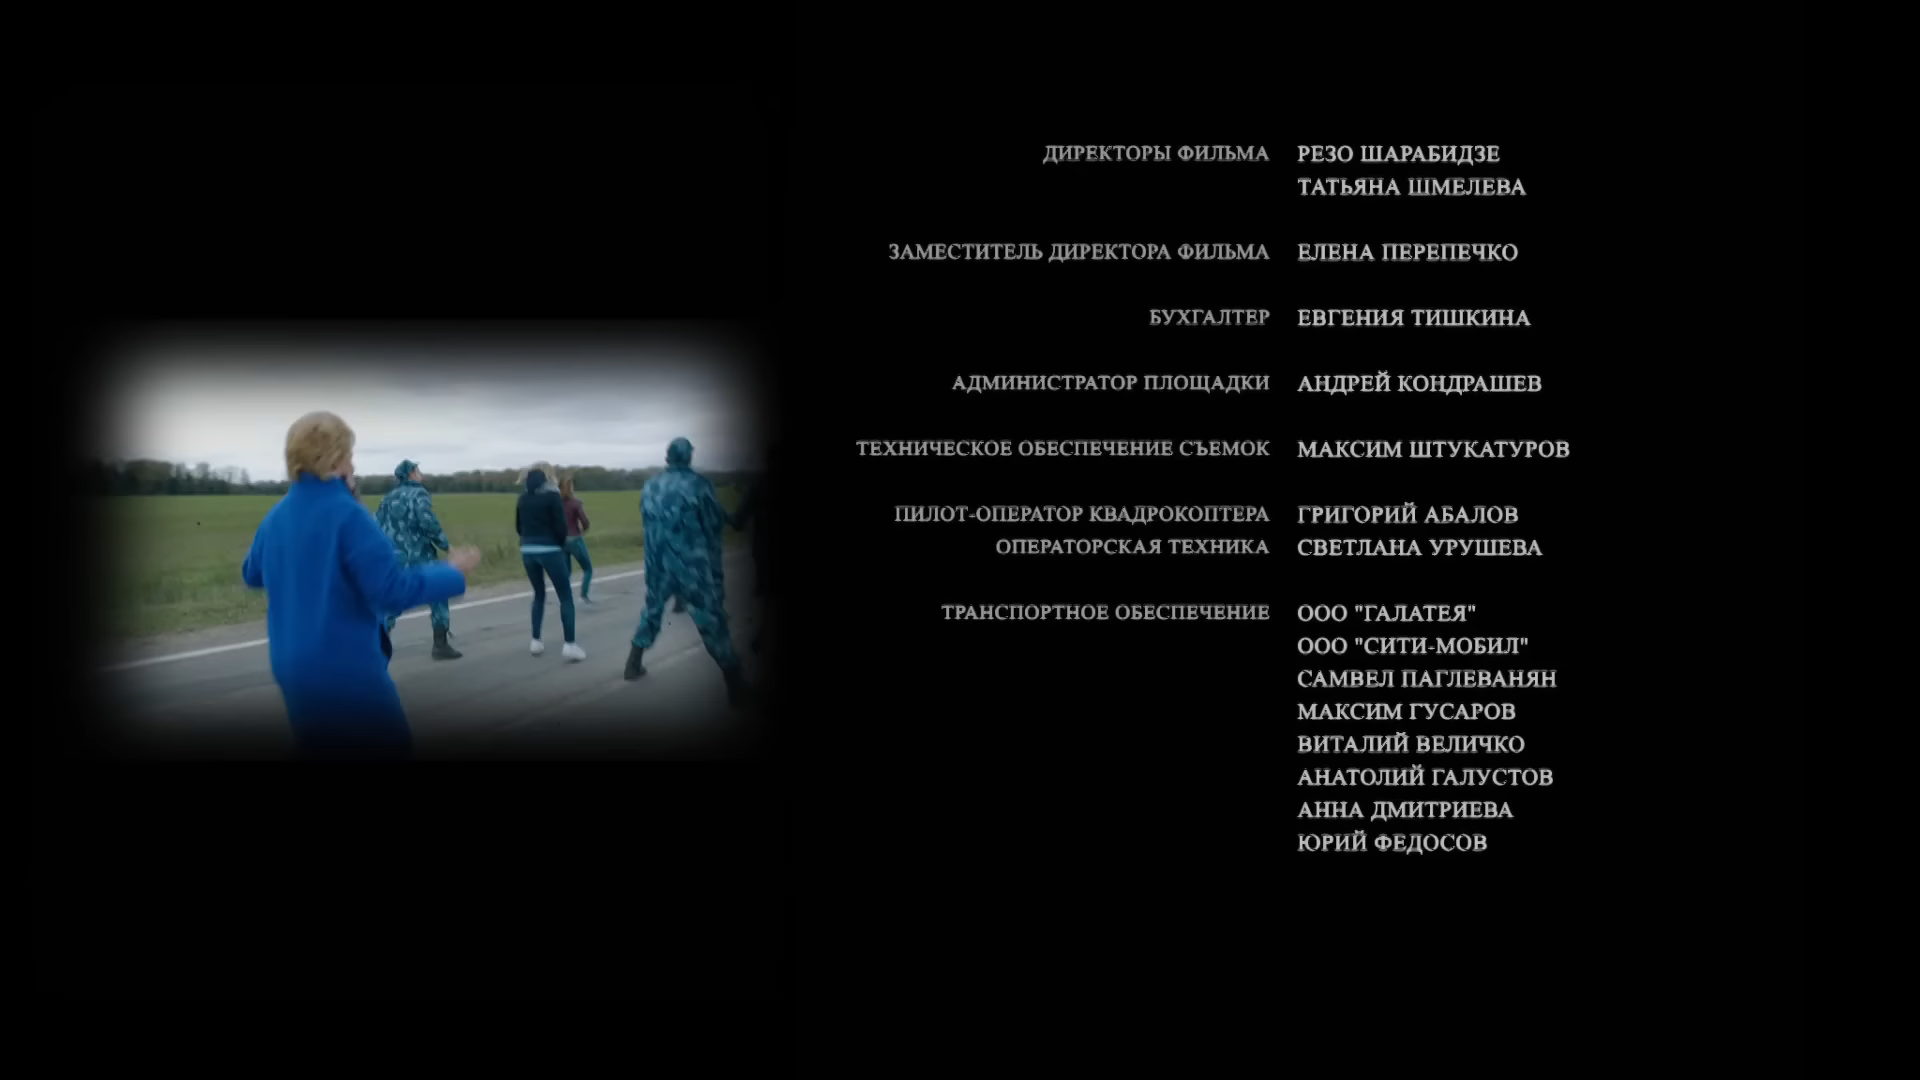 ДИРЕКТОРЫ ФИЛЬМА РЕЗО ШАРАБИДЗЕ
ТАТЬЯНА ШМЕЛЕВА
ЗАМЕСТИТЕЛЬ ДИРЕКТОРА ФИЛЬМА ЕЛЕНА ПЕРЕПЕЧКО
БУХГАЛТЕР ЕВГЕНИЯ ТИШКИНА
АДМИНИСТРАТОР ПЛОЩАДКИ АНДРЕЙ КОНДРАШЕВ
ТЕХНИЧЕСКОЕ ОБЕСПЕЧЕНИЕ СЪЕМОК МАКСИМ ШТУКАТУРОВ
ПИЛОТ-ОПЕРАТОР КВАДРОКОПТЕРА ГРИГОРИЙ АБАЛОВ
ОПЕРАТОРСКАЯ ТЕХНИКА СВЕТЛАНА УРУШЕВА
ТРАНСПОРТНОЕ ОБЕСПЕЧЕНИЕ ООО "ГАЛАТЕЯ"
ООО "СИТИ-МОБИЛ"
САМВЕЛ ПАГЛЕВАНЯН
МАКСИМ ГУСАРОВ
ВИТАЛИЙ ВЕЛИЧКО
АНАТОЛИЙ ГАЛУСТОВ
АННА ДМИТРИЕВА
ЮРИЙ ФЕДОСОВ